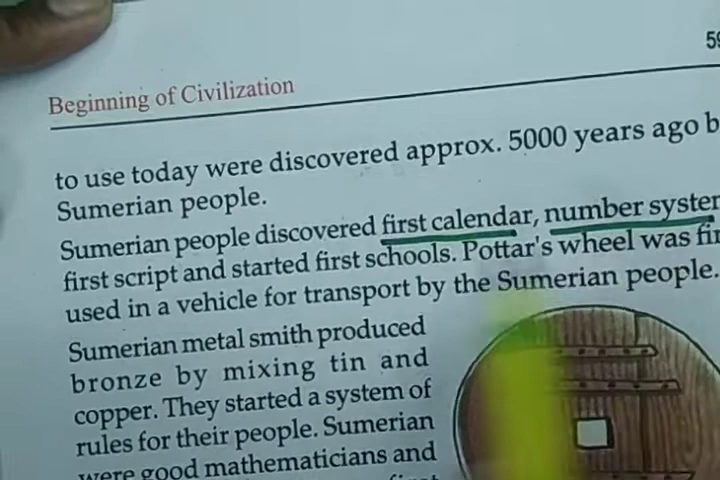 59
Beginning of Civilization
to use today were discovered approx. 5000 years ago b
Sumerian people.
Sumerian people discovered first calendar, number system
first script and started first schools. Pottar's wheel was fir
used in a vehicle for transport by the Sumerian people.
Sumerian metal smith produced
bronze by mixing tin and
copper. They started a system of
rules for their people. Sumerian
were good mathematicians and